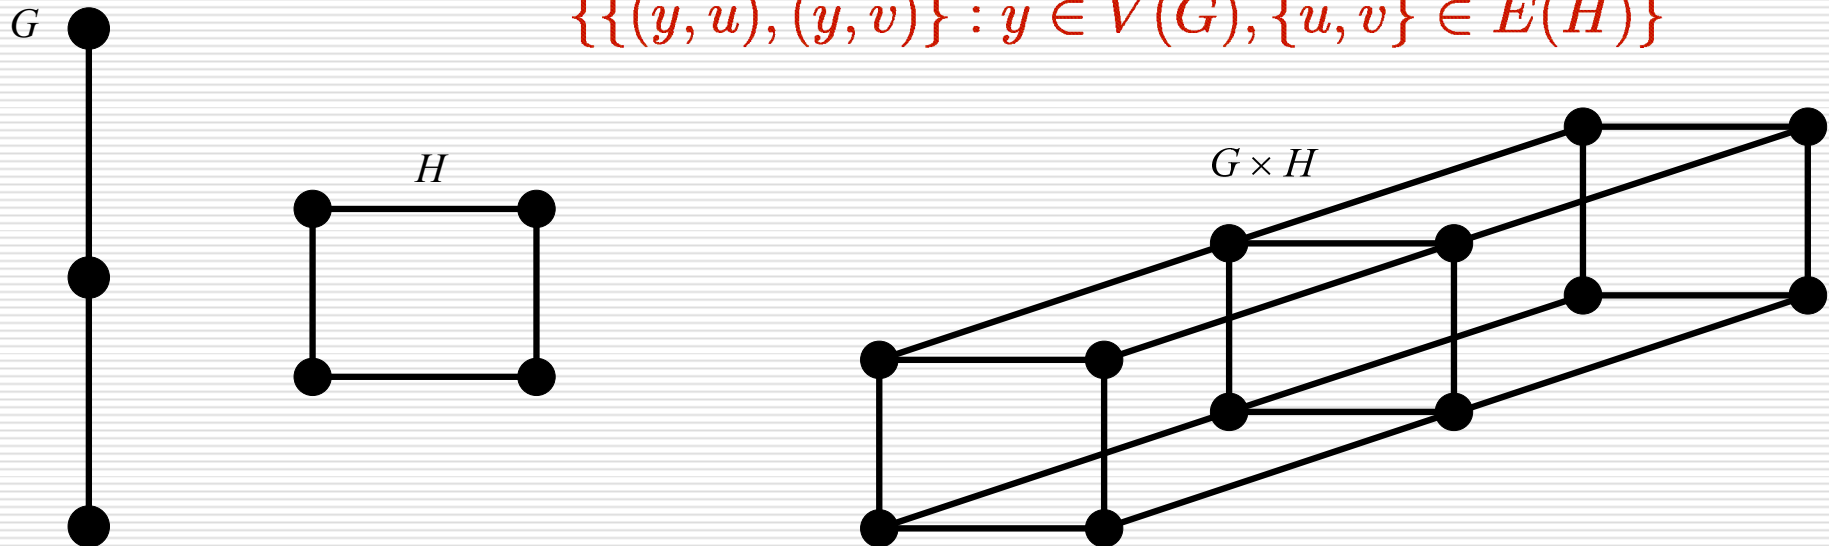 {{(y, u), (y, v)} : y ∈ V(G), {u, v} ∈ E(H)}
G
H
G × H